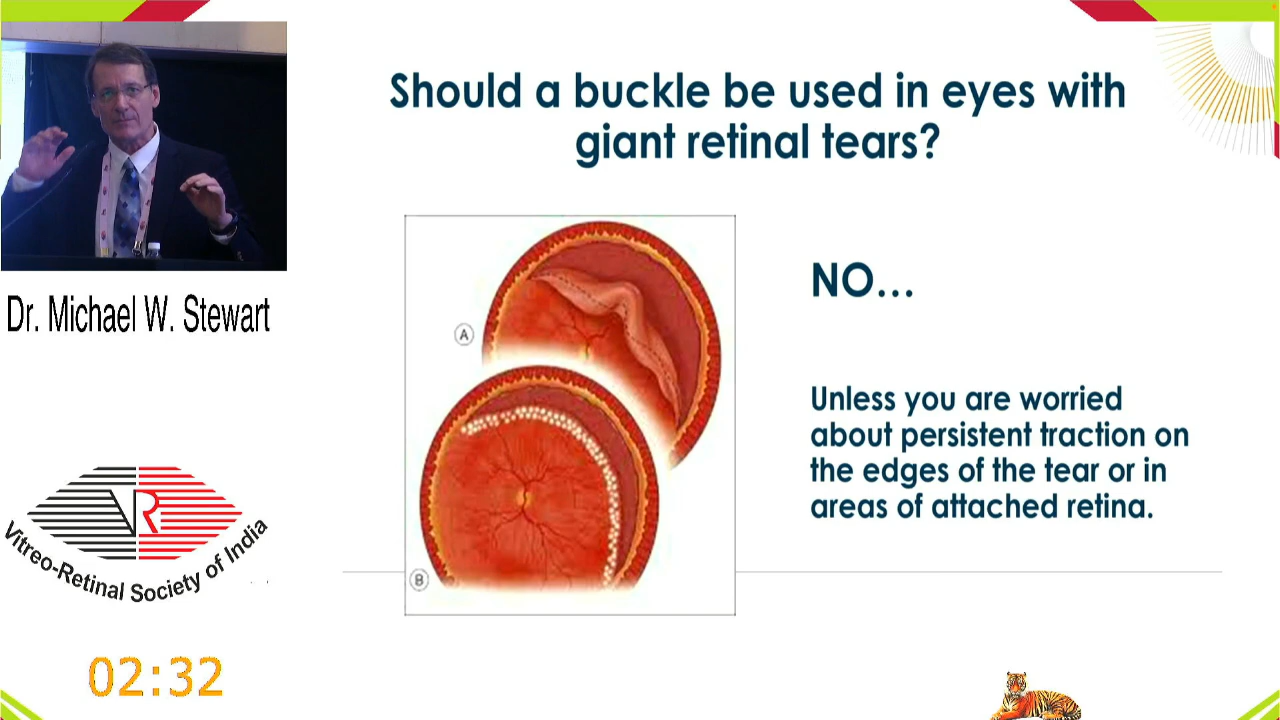 Should a buckle be used in eyes with
giant retinal tears?
Dr. Michael W. Stewart
A
B
NO...
Unless you are worried
about persistent traction on
the edges of the tear or in
areas of attached retina.
VR
Vitreo-Retinal Society of India
02:32